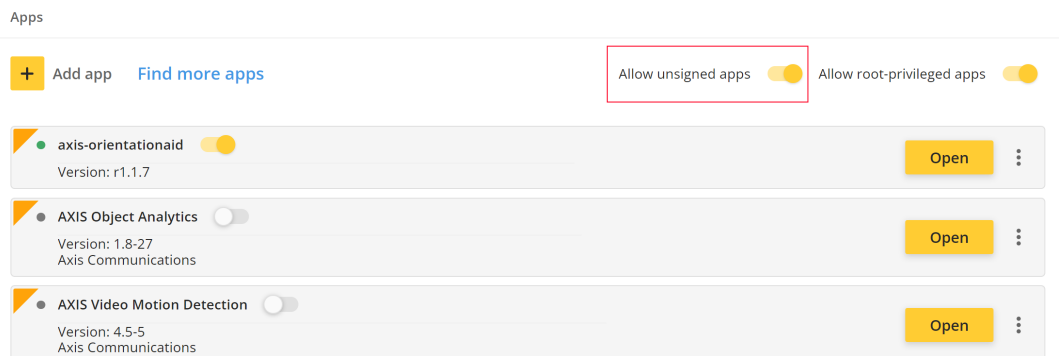 Apps
+ Add app Find more apps Allow unsigned apps Allow root-privileged apps
axis-orientationaid
Version: r1.1.7
Open
AXIS Object Analytics
Version: 1.8-27
Axis Communications
Open
AXIS Video Motion Detection
Version: 4.5-5
Axis Communications
Open